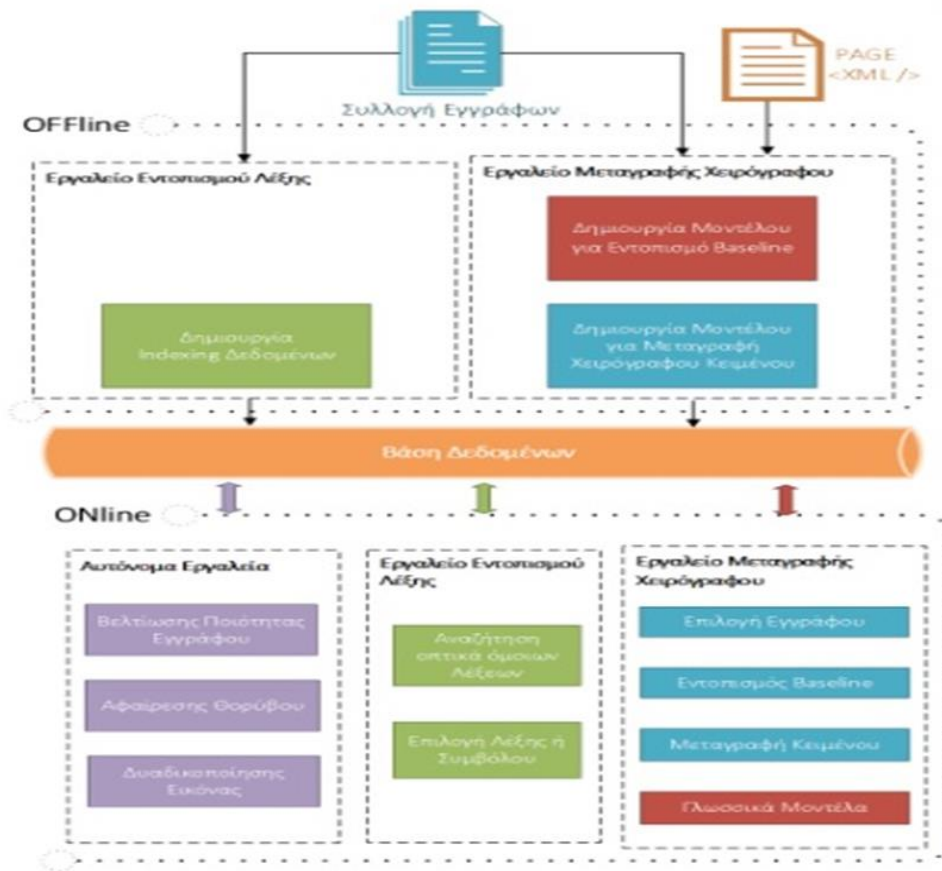 PAGE
<XML />
Συλλογή Εγγράφων
OFFline
Εργαλείο Εντοπισμού Λέξης
Δημιουργία
Indexing Δεδομένων
Εργαλείο Μεταγραφής Χειρόγραφου
Δημιουργία Μοντέλου
για Εντοπισμό Baseline
Δημιουργία Μοντέλου
για Μεταγραφή
Χειρόγραφου Κειμένου
Βάση Δεδομένων
ONline
Αυτόνομα Εργαλεία
Βελτίωσης Ποιότητας
Εγγράφου
Αφαίρεσης Θορύβου
Δυαδικοποίησης
Εικόνας
Εργαλείο Εντοπισμού
Λέξης
Αναζήτηση
οπτικά όμοιων
Λέξεων
Επιλογή Λέξης ή
Συμβόλου
Εργαλείο Μεταγραφής
Χειρόγραφου
Επιλογή Εγγράφου
Εντοπισμός Baseline
Μεταγραφή Κειμένου
Γλωσσικά Μοντέλα